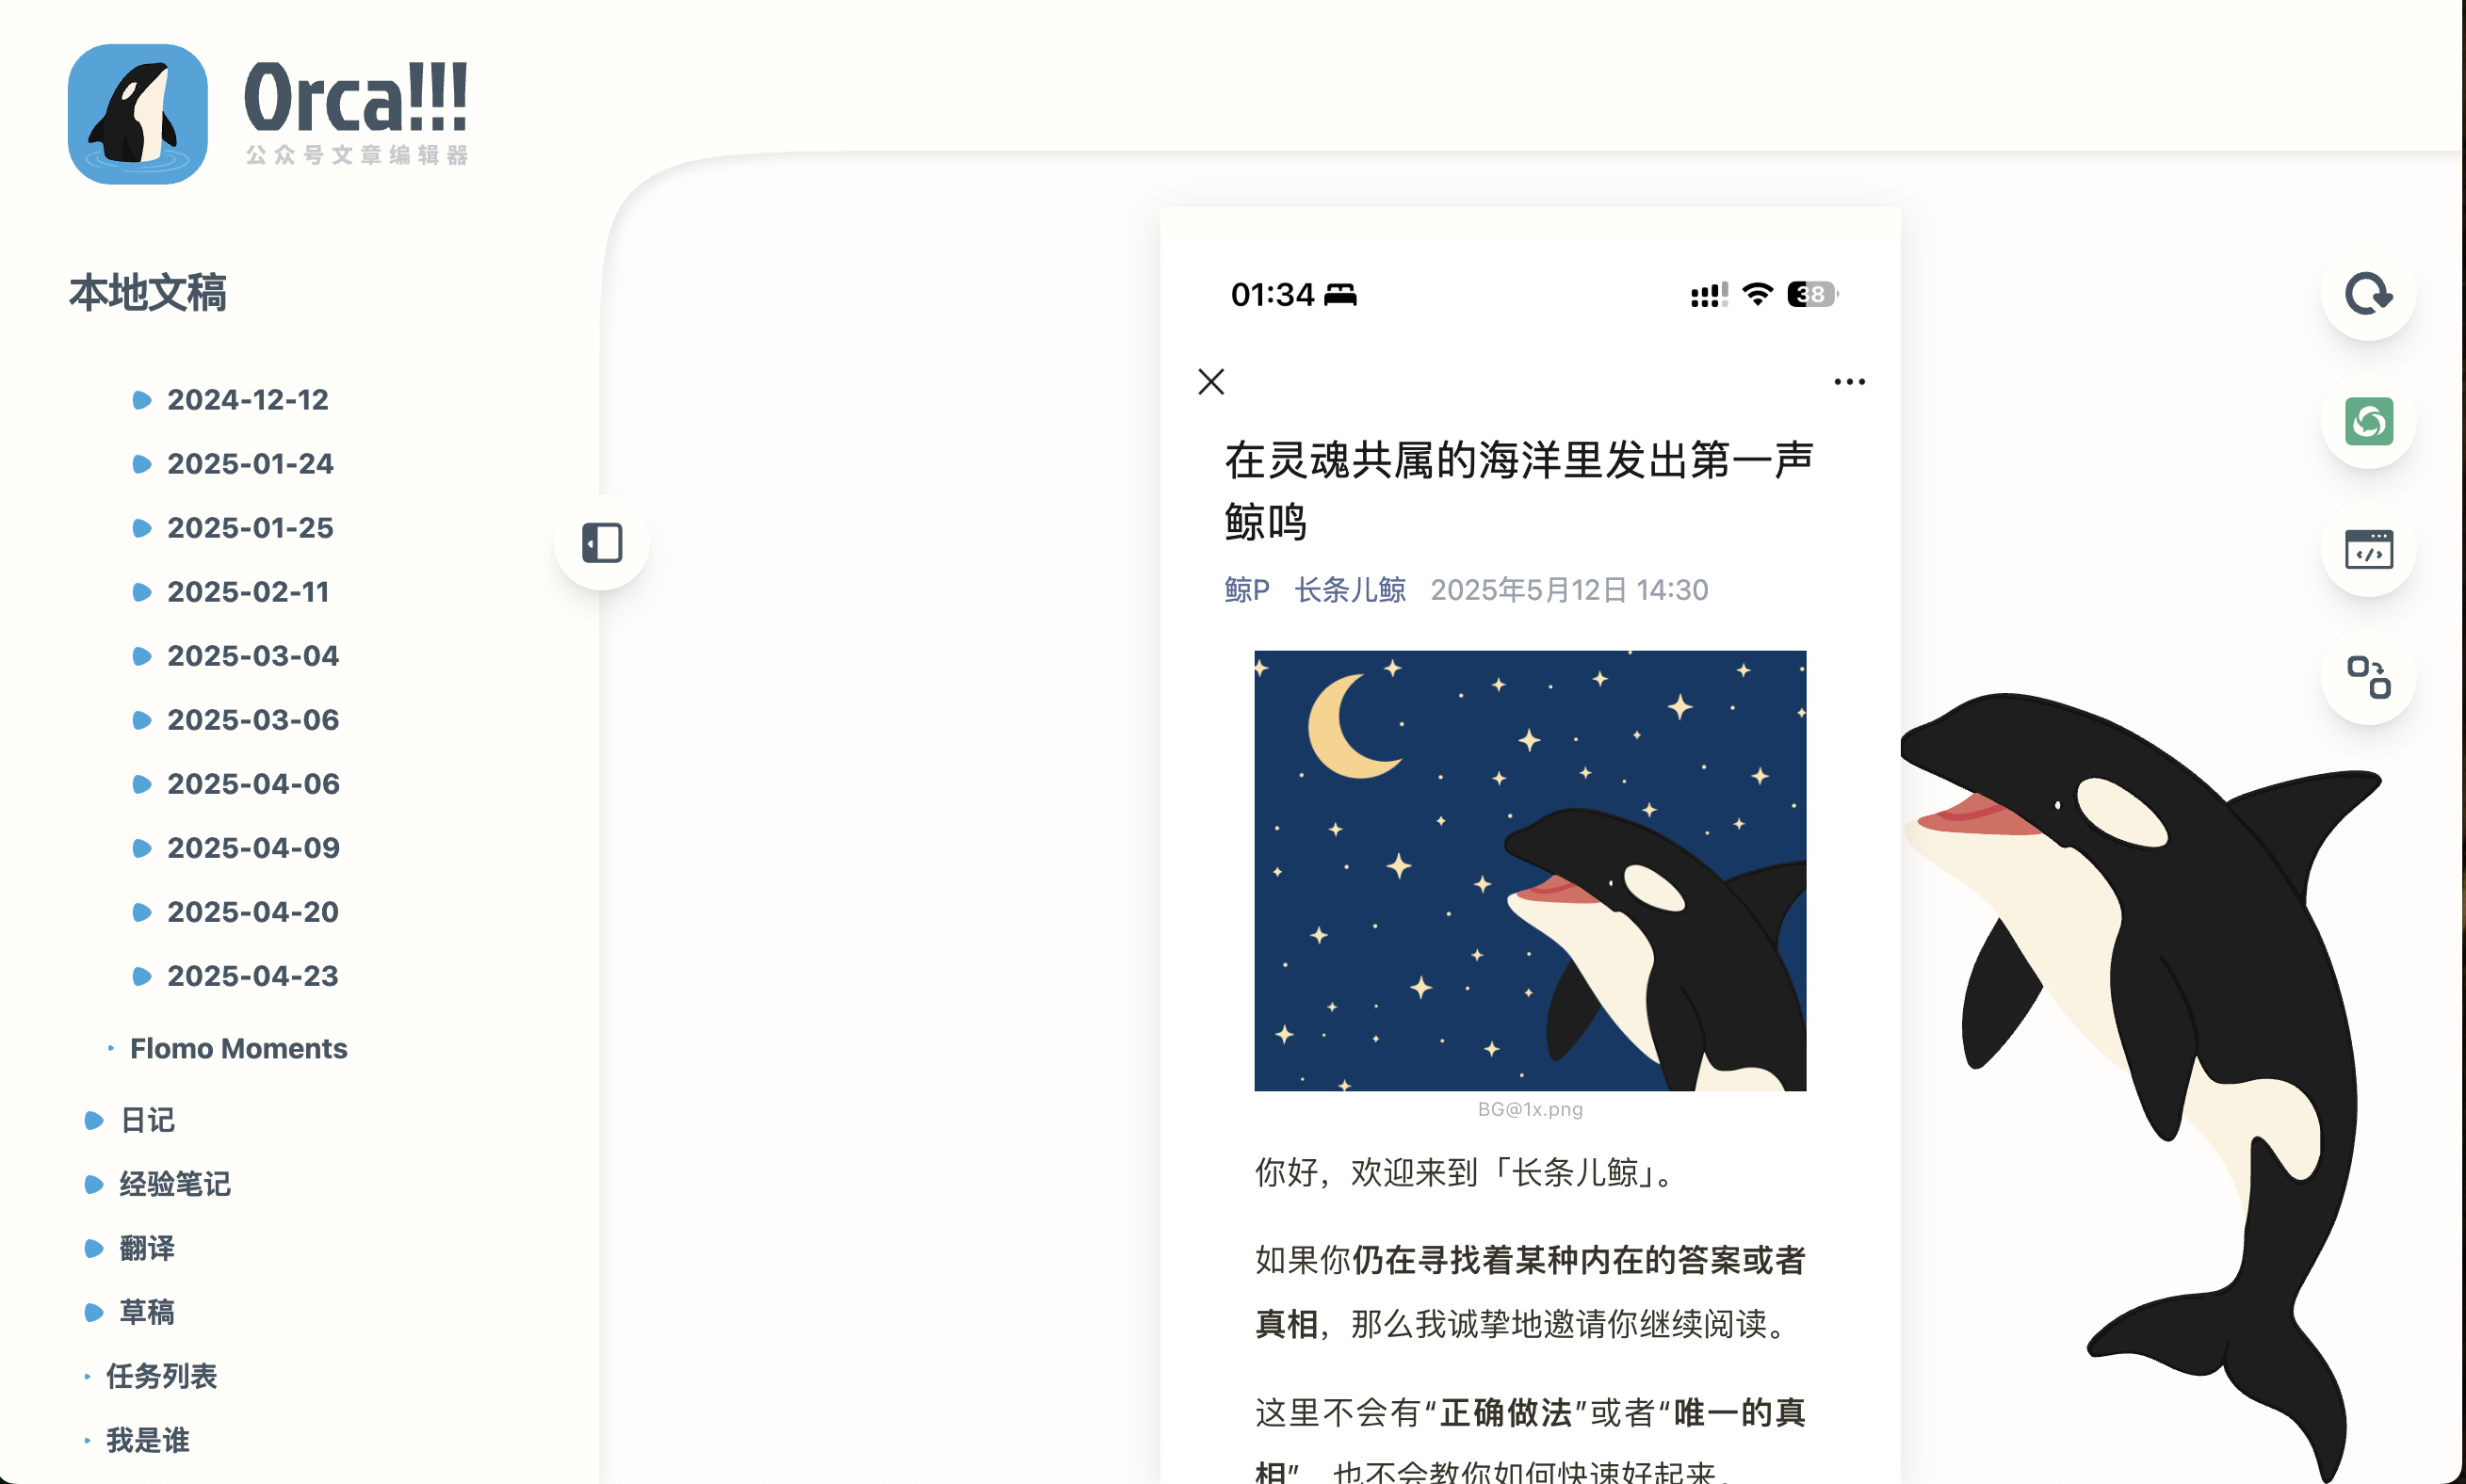 Orca!!!
公众号文章编辑器
本地文稿
2024-12-12
2025-01-24
2025-01-25
2025-02-11
2025-03-04
2025-03-06
2025-04-06
2025-04-09
2025-04-20
2025-04-23
Flomo Moments
日记
经验笔记
翻译
草稿
任务列表
我是谁
01:34
38
在灵魂共属的海洋里发出第一声
鲸鸣
鲸P 长条儿鲸 2025年5月12日 14:30
BG@1x.png
你好，欢迎来到「长条儿鲸」。
如果你仍在寻找着某种内在的答案或者
真相，那么我诚挚地邀请你继续阅读。
这里不会有“正确做法”或者“唯一的真
相”，也不会教你如何快速好起来。